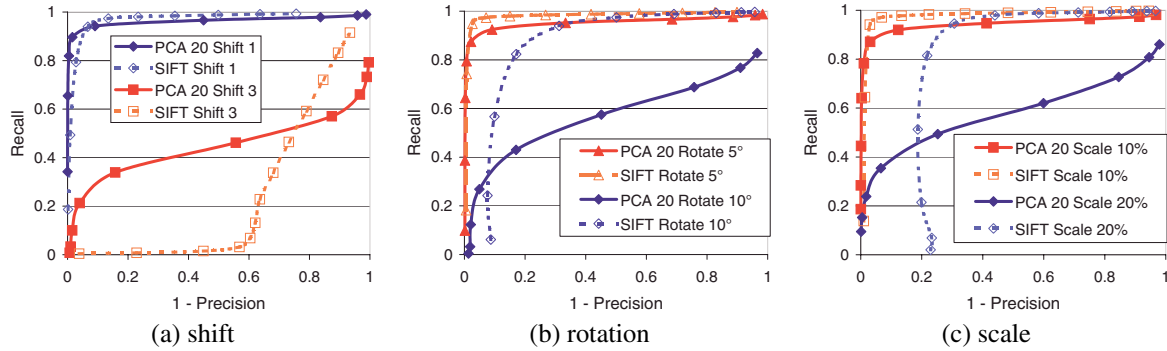 1
0.8
0.6
0.4
0.2
0
Recall
0 0.2 0.4 0.6 0.8 1
1 - Precision
PCA 20 Shift 1
SIFT Shift 1
PCA 20 Shift 3
SIFT Shift 3
(a) shift
1
0.8
0.6
0.4
0.2
0
Recall
0 0.2 0.4 0.6 0.8 1
1 - Precision
PCA 20 Rotate 5°
SIFT Rotate 5°
PCA 20 Rotate 10°
SIFT Rotate 10°
(b) rotation
1
0.8
0.6
0.4
0.2
0
Recall
0 0.2 0.4 0.6 0.8 1
1 - Precision
PCA 20 Scale 10%
SIFT Scale 10%
PCA 20 Scale 20%
SIFT Scale 20%
(c) scale